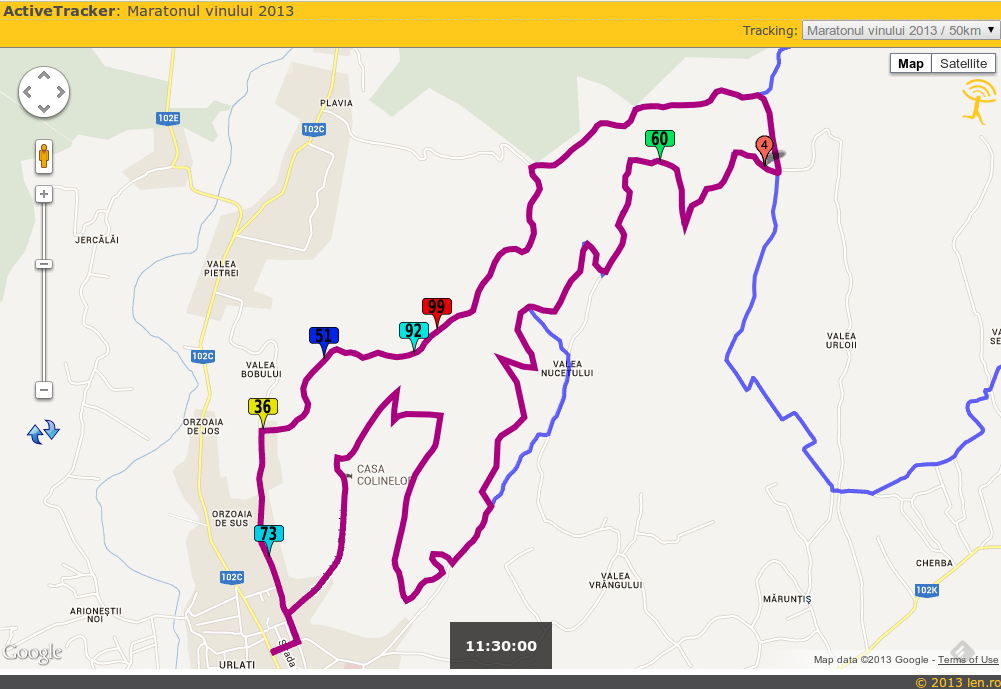 ActiveTracker: Maratonul vinului 2013
Tracking: Maratonul vinului 2013 / 50km
Map Satellite
PLAVIA
102E
102C
60
4
JERCĂLĂI
VALEA
PIETREI
99
92
51
VALEA
URLOII
102C
VALEA
BOBULUI
VALEA
NUCETULUI
36
ORZOAIA
DE JOS
CASA
COLINELOR
ORZOAIA
DE SUS
73
102C
CHERBA
VALEA
VRÂNGULUI
102K
MĂRUNȚIȘ
ARIONEȘTII
NOI
11:30:00
Google
URLAȚI
Map data ©2013 Google - Terms of Use
© 2013 len.ro